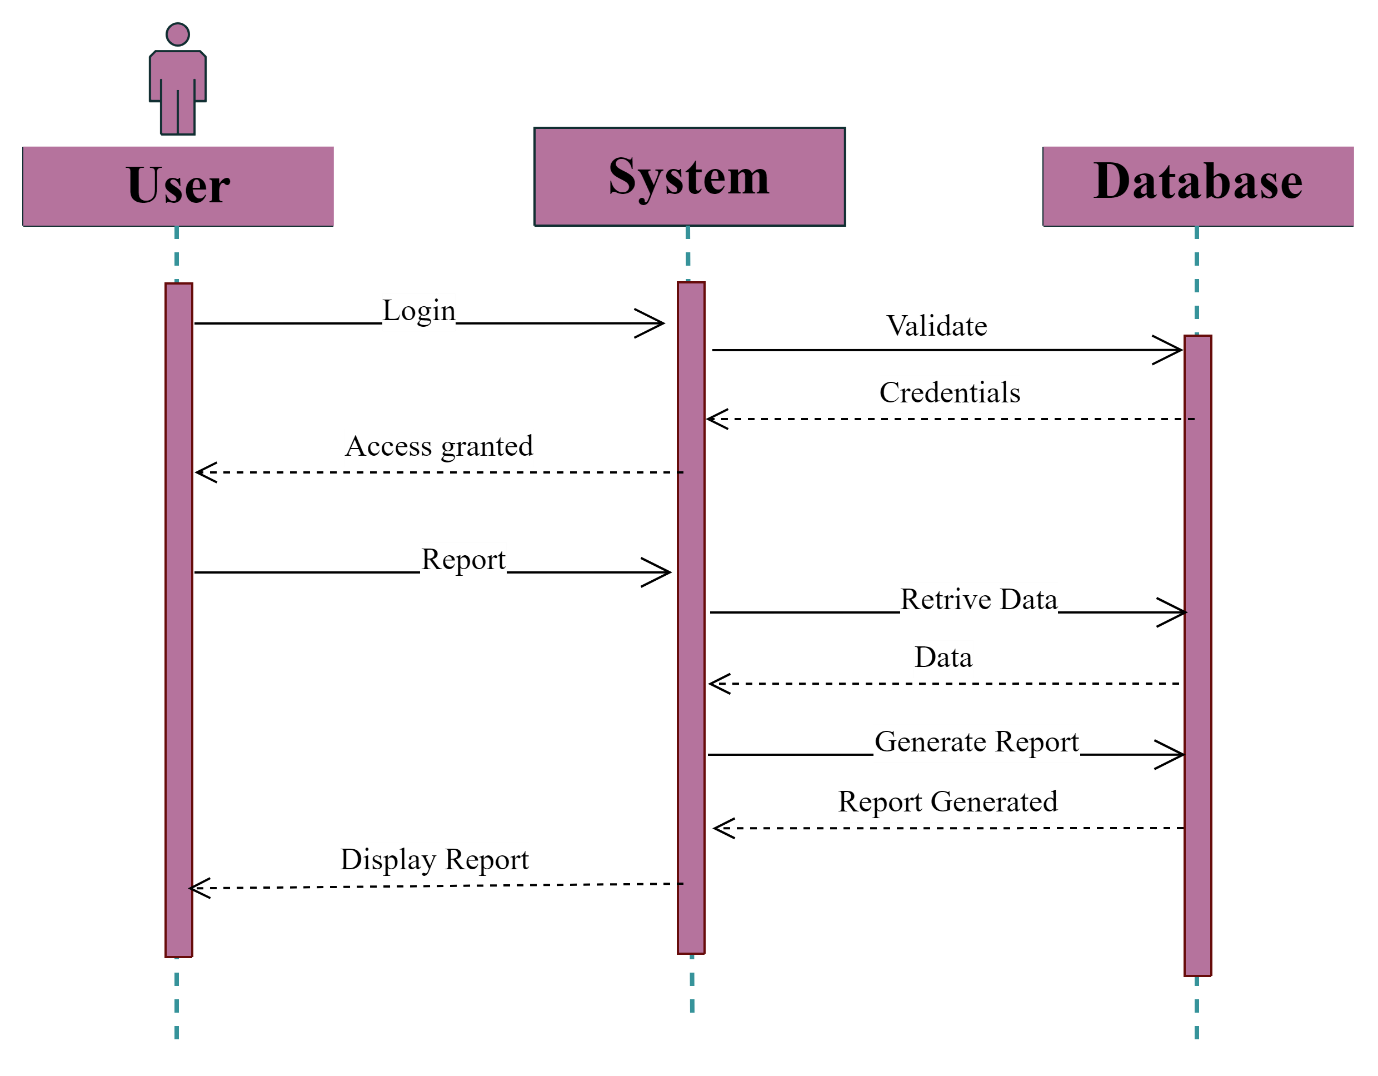 User
System
Database
Login
Validate
Credentials
Access granted
Report
Retrive Data
Data
Generate Report
Report Generated
Display Report